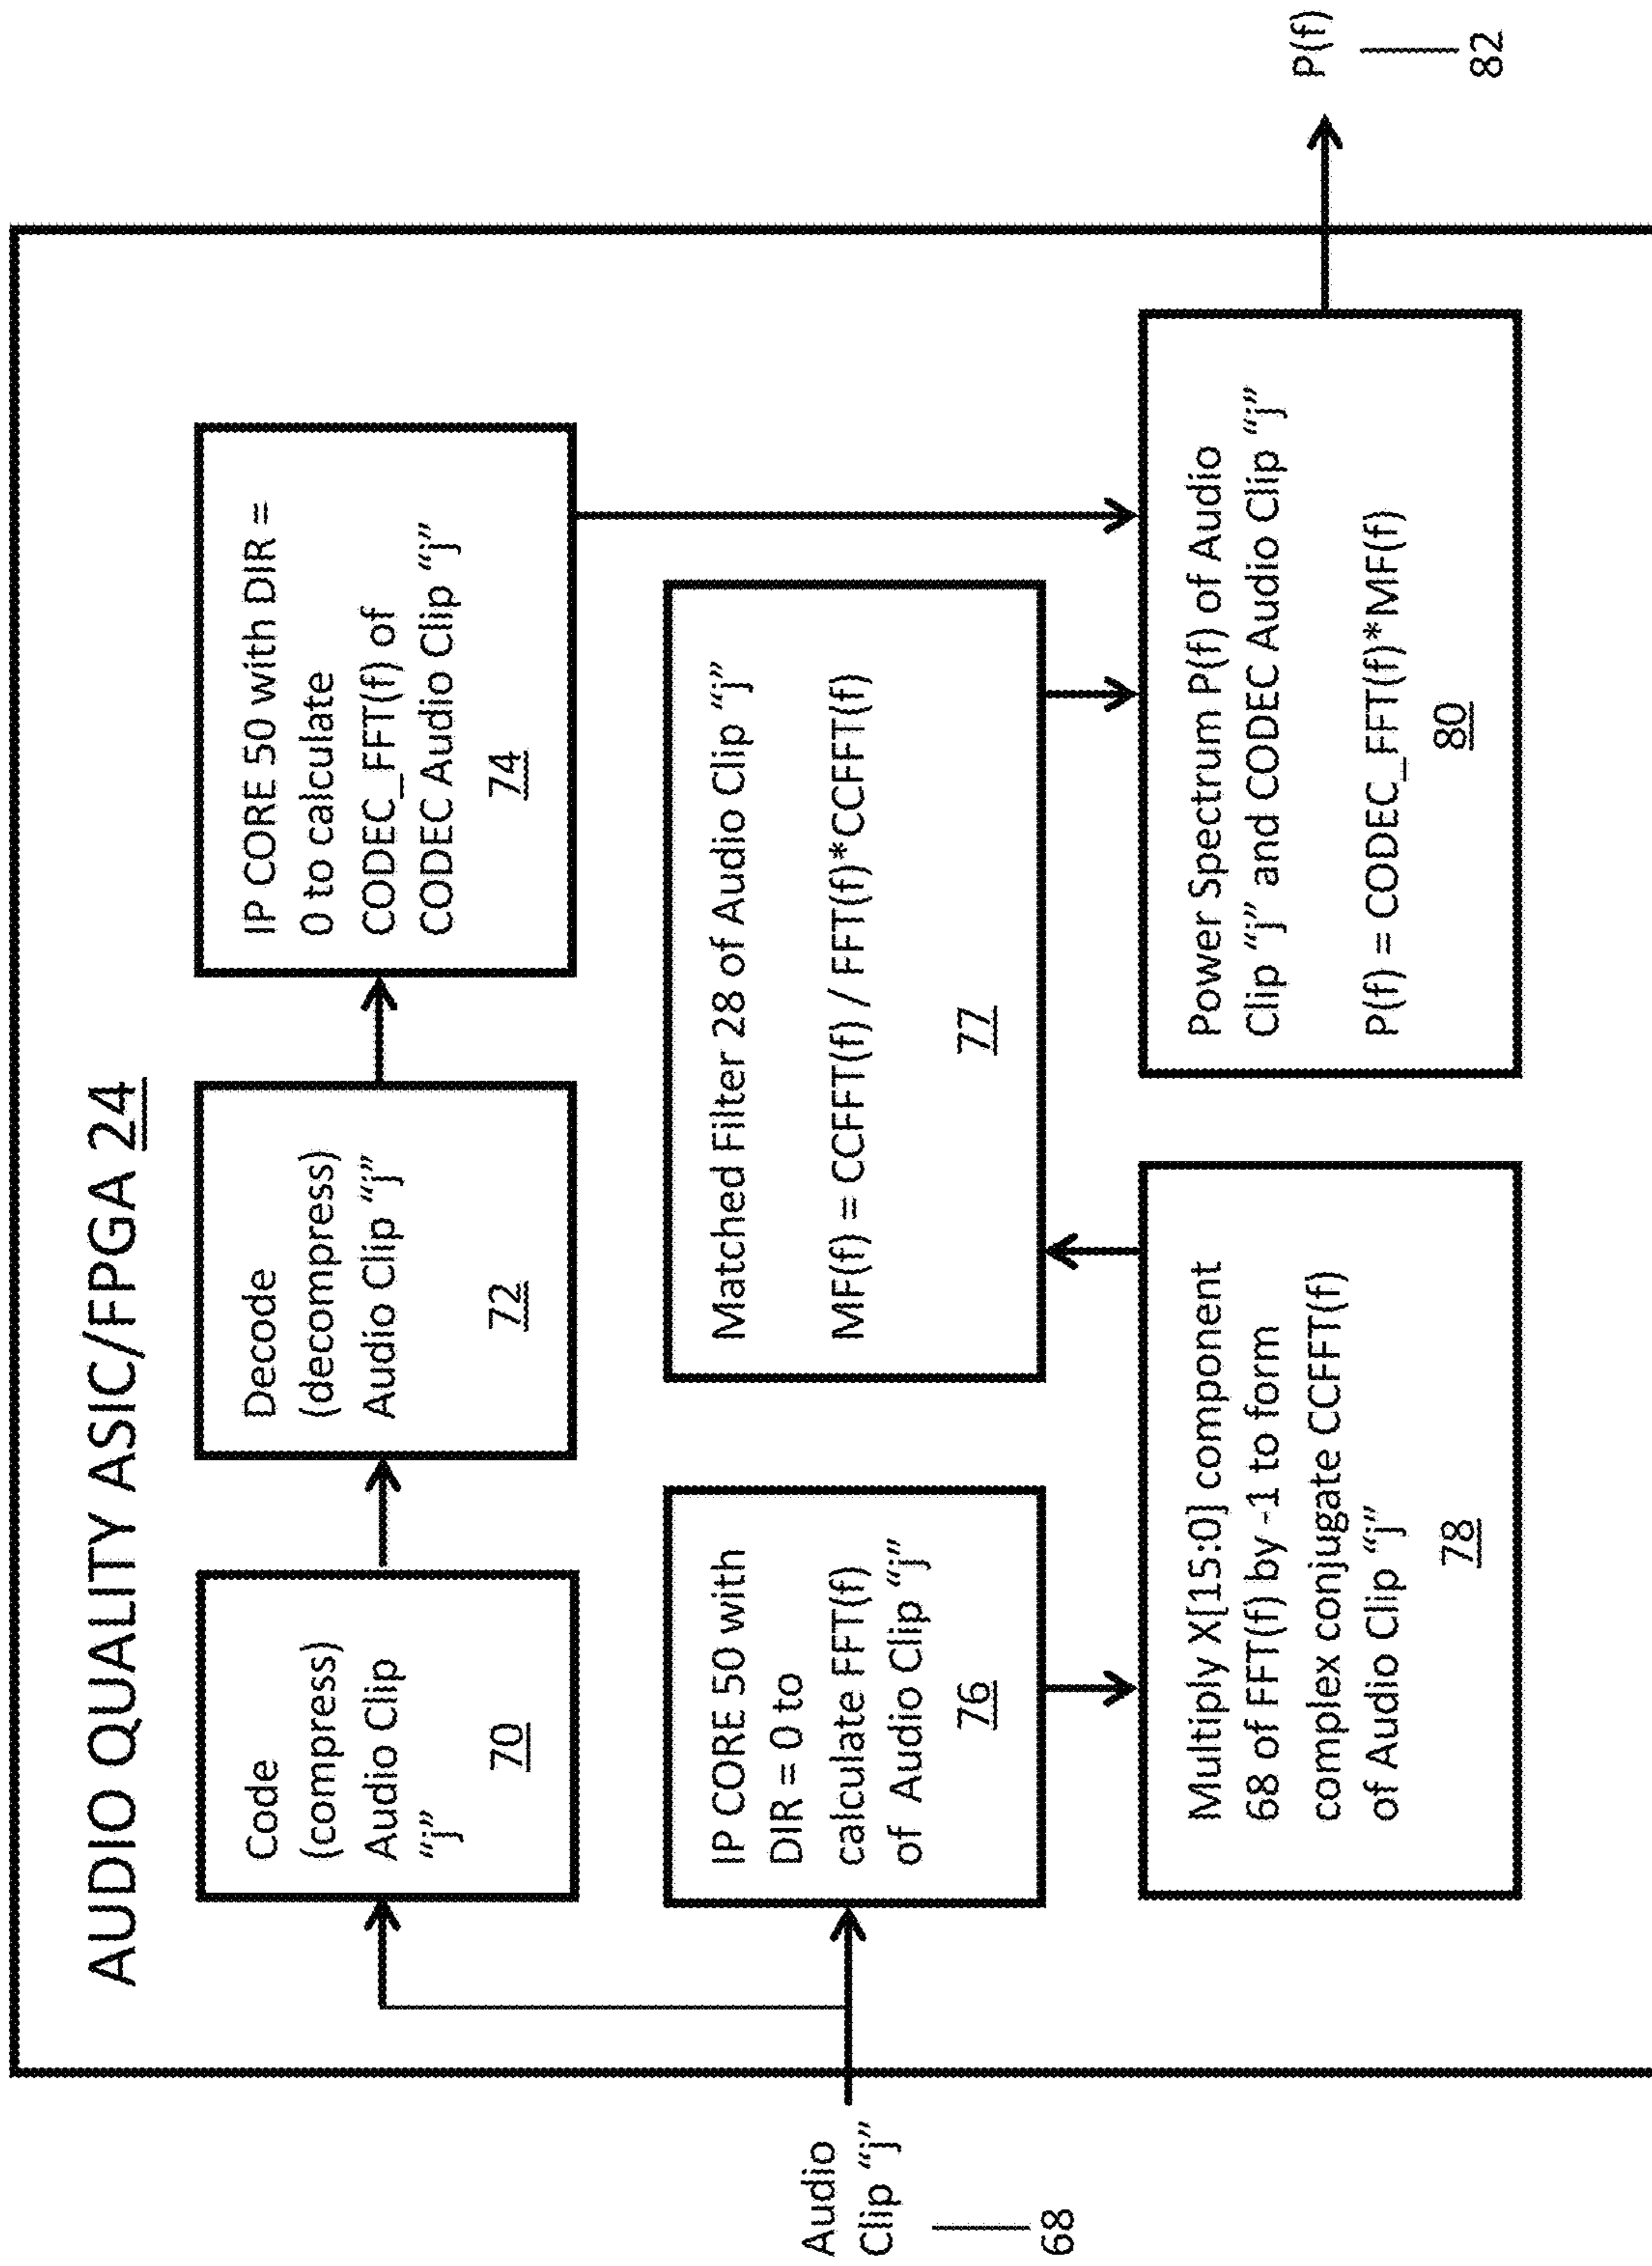 AUDIO QUALITY ASIC/FPGA 24
Audio
Clip “j”
68
Code
(compress)
Audio Clip
“j”
70
Decode
(decompress)
Audio Clip “j”
72
IP CORE 50 with DIR =
0 to calculate
CODEC_FFT(f) of
CODEC Audio Clip “j”
74
IP CORE 50 with
DIR = 0 to
calculate FFT(f)
of Audio Clip “j”
76
Matched Filter 28 of Audio Clip “j”
MF(f) = CCFFT(f) / FFT(f)*CCFFT(f)
77
Multiply X[15:0] component
68 of FFT(f) by -1 to form
complex conjugate CCFFT(f)
of Audio Clip “j”
78
Power Spectrum P(f) of Audio
Clip “j” and CODEC Audio Clip “j”
P(f) = CODEC_FFT(f)*MF(f)
80
P(f)
82